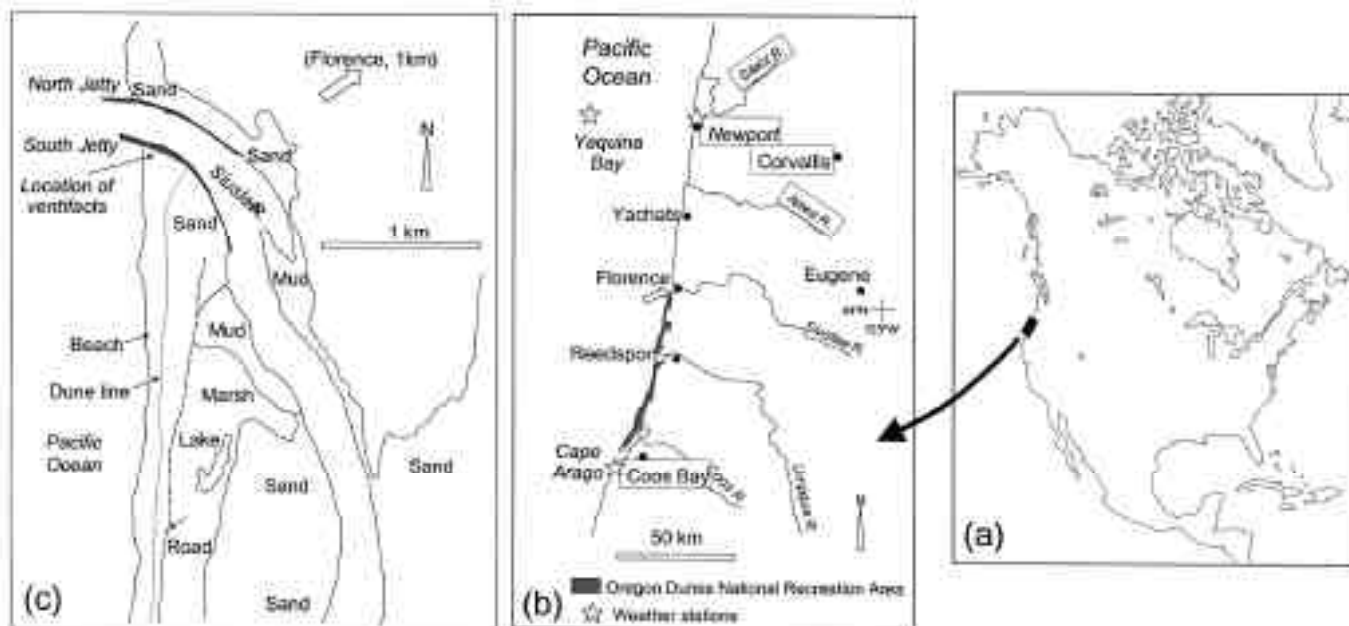 North Jetty
Sand
(Florence, 1km)
South Jetty
Sand
N
Location of
ventifacts
Siuslaw
Sand
1 km
Mud
Beach
Mud
Dune line
Marsh
Pacific
Ocean
Lake
Sand
Sand
Road
Sand
(c)
Pacific
Ocean
Newport
Yaquina
Bay
Corvallis
Yachats
Florence
Eugene
Reedsport
Cape
Arago
Coos Bay
Coos R.
Umpqua R.
N
50 km
Oregon Dunes National Recreation Area
Weather stations
(b)
(a)